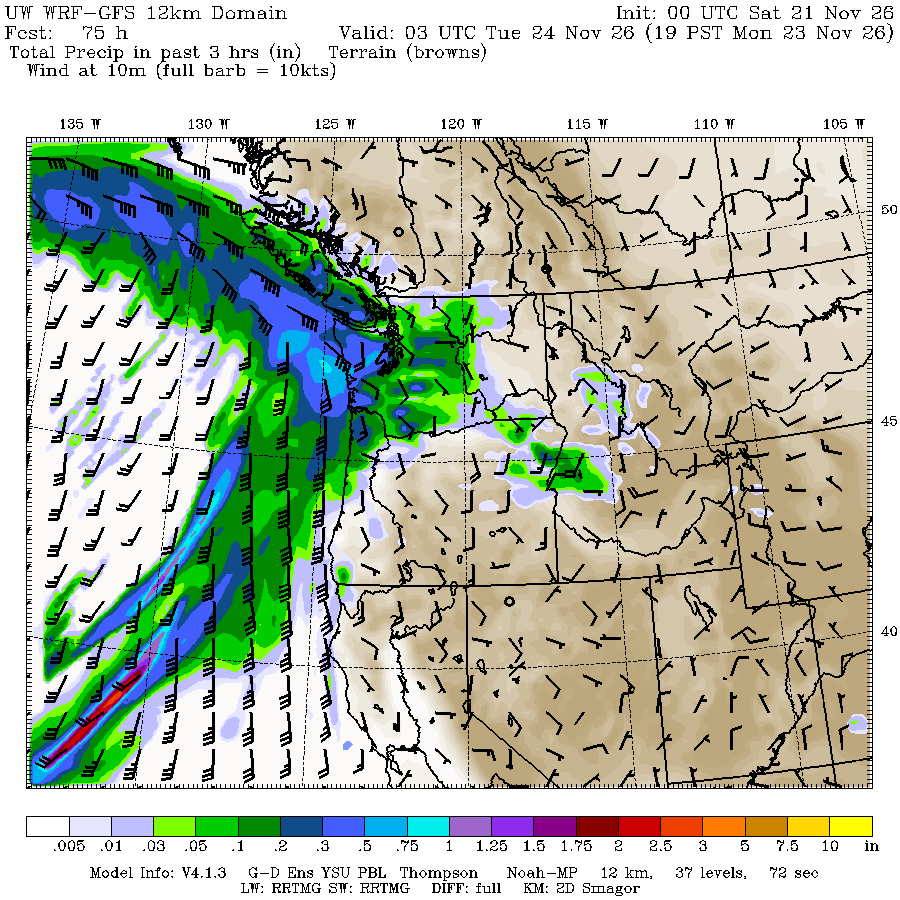 UW WRF-GFS 12km Domain Init: 00 UTC Sat 21 Nov 26
Fcst: 75 h Valid: 03 UTC Tue 24 Nov 26 (19 PST Mon 23 Nov 26)
Total Precip in past 3 hrs (in) Terrain (browns)
Wind at 10m (full barb = 10kts)
135 W 130 W 125 W 120 W 115 W 110 W 105 W
50
45
40
.005 .01 .03 .05 .1 .2 .3 .5 .75 1 1.25 1.5 1.75 2 2.5 3 5 7.5 10 in
Model Info: V4.1.3 G-D Ens YSU PBL Thompson Noah-MP 12 km, 37 levels, 72 sec
LW: RRTMG SW: RRTMG DIFF: full KM: 2D Smagor